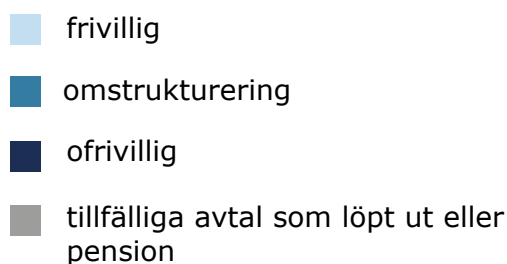 frivillig
omstrukturering
ofrivillig
tillfälliga avtal som löpt ut eller
pension